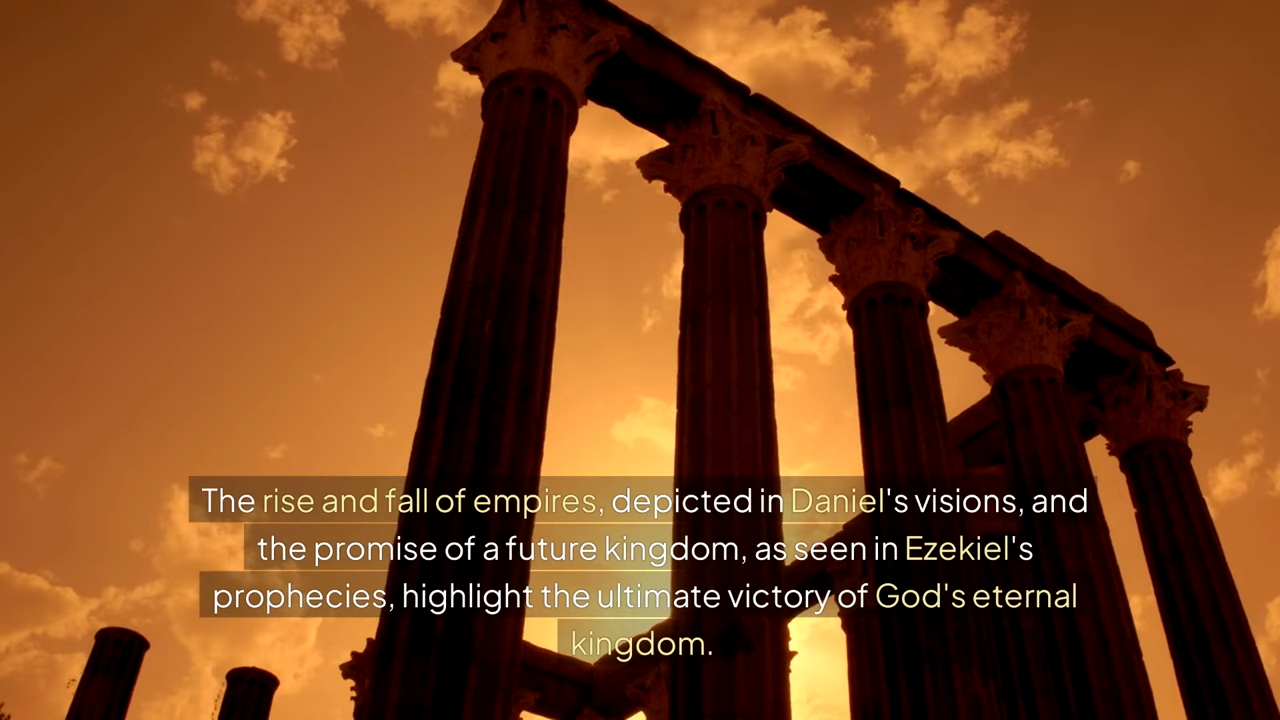 The rise and fall of empires, depicted in Daniel's visions, and
the promise of a future kingdom, as seen in Ezekiel's
prophecies, highlight the ultimate victory of God's eternal
kingdom.